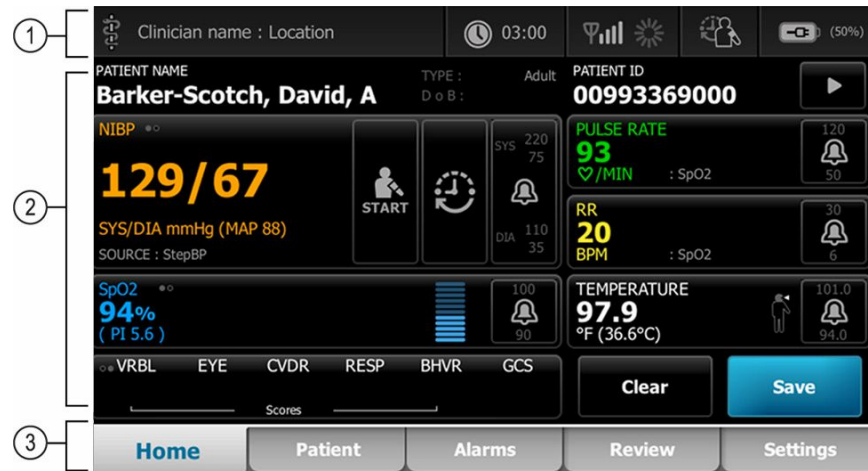 1
Clinician name : Location
03:00
(50%)
2
PATIENT NAME
Barker-Scotch, David, A
TYPE : Adult
D o B :
PATIENT ID
00993369000
NIBP
129/67
SYS/DIA mmHg (MAP 88)
SOURCE : StepBP
START
SYS 220
75
DIA 110
35
PULSE RATE
93
/MIN : SpO2
120
50
RR
20
BPM : SpO2
30
6
SpO2
94%
( PI 5.6 )
100
90
TEMPERATURE
97.9
°F (36.6°C)
101.0
94.0
VRBL EYE CVDR RESP BHVR GCS
Scores
Clear
Save
3
Home Patient Alarms Review Settings